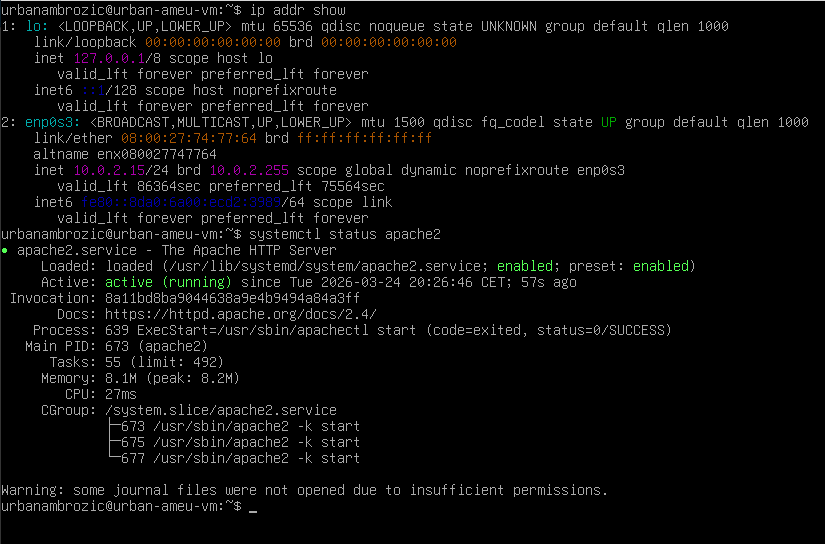 urbanambrozic@urban-ameu-vm:~$ ip addr show
1: lo: <LOOPBACK,UP,LOWER_UP> mtu 65536 qdisc noqueue state UNKNOWN group default qlen 1000
    link/loopback 00:00:00:00:00:00 brd 00:00:00:00:00:00
    inet 127.0.0.1/8 scope host lo
       valid_lft forever preferred_lft forever
    inet6 ::1/128 scope host noprefixroute
       valid_lft forever preferred_lft forever
2: enp0s3: <BROADCAST,MULTICAST,UP,LOWER_UP> mtu 1500 qdisc fq_codel state UP group default qlen 1000
    link/ether 08:00:27:74:77:64 brd ff:ff:ff:ff:ff:ff
    altname enx080027747764
    inet 10.0.2.15/24 brd 10.0.2.255 scope global dynamic noprefixroute enp0s3
       valid_lft 86364sec preferred_lft 75564sec
    inet6 fe80::8da0:6a00:ecd2:3989/64 scope link
       valid_lft forever preferred_lft forever
urbanambrozic@urban-ameu-vm:~$ systemctl status apache2
● apache2.service - The Apache HTTP Server
     Loaded: loaded (/usr/lib/systemd/system/apache2.service; enabled; preset: enabled)
     Active: active (running) since Tue 2026-03-24 20:26:46 CET; 57s ago
 Invocation: 8a11bd8ba9044638a9e4b9494a84a3ff
       Docs: https://httpd.apache.org/docs/2.4/
    Process: 639 ExecStart=/usr/sbin/apachectl start (code=exited, status=0/SUCCESS)
   Main PID: 673 (apache2)
      Tasks: 55 (limit: 492)
     Memory: 8.1M (peak: 8.2M)
        CPU: 27ms
     CGroup: /system.slice/apache2.service
             ├─673 /usr/sbin/apache2 -k start
             ├─675 /usr/sbin/apache2 -k start
             └─677 /usr/sbin/apache2 -k start
Warning: some journal files were not opened due to insufficient permissions.
urbanambrozic@urban-ameu-vm:~$ _